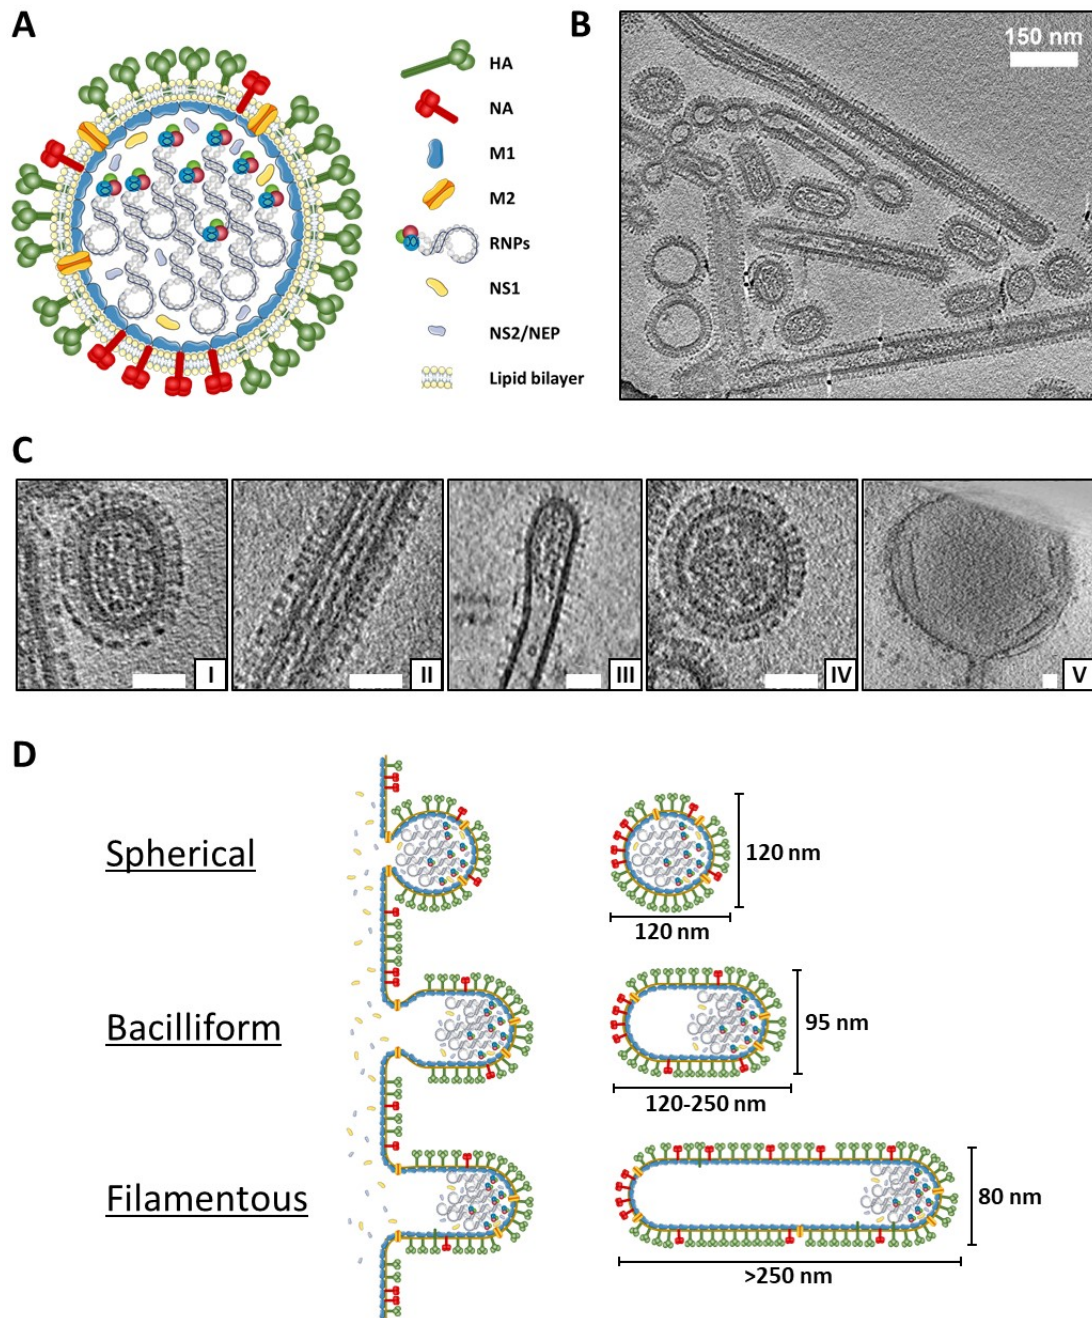 A
HA
NA
M1
M2
RNPs
NS1
NS2/NEP
Lipid bilayer
B
150 nm
C
I
II
III
IV
V
D
Spherical
120 nm
120 nm
Bacilliform
95 nm
120-250 nm
Filamentous
80 nm
>250 nm